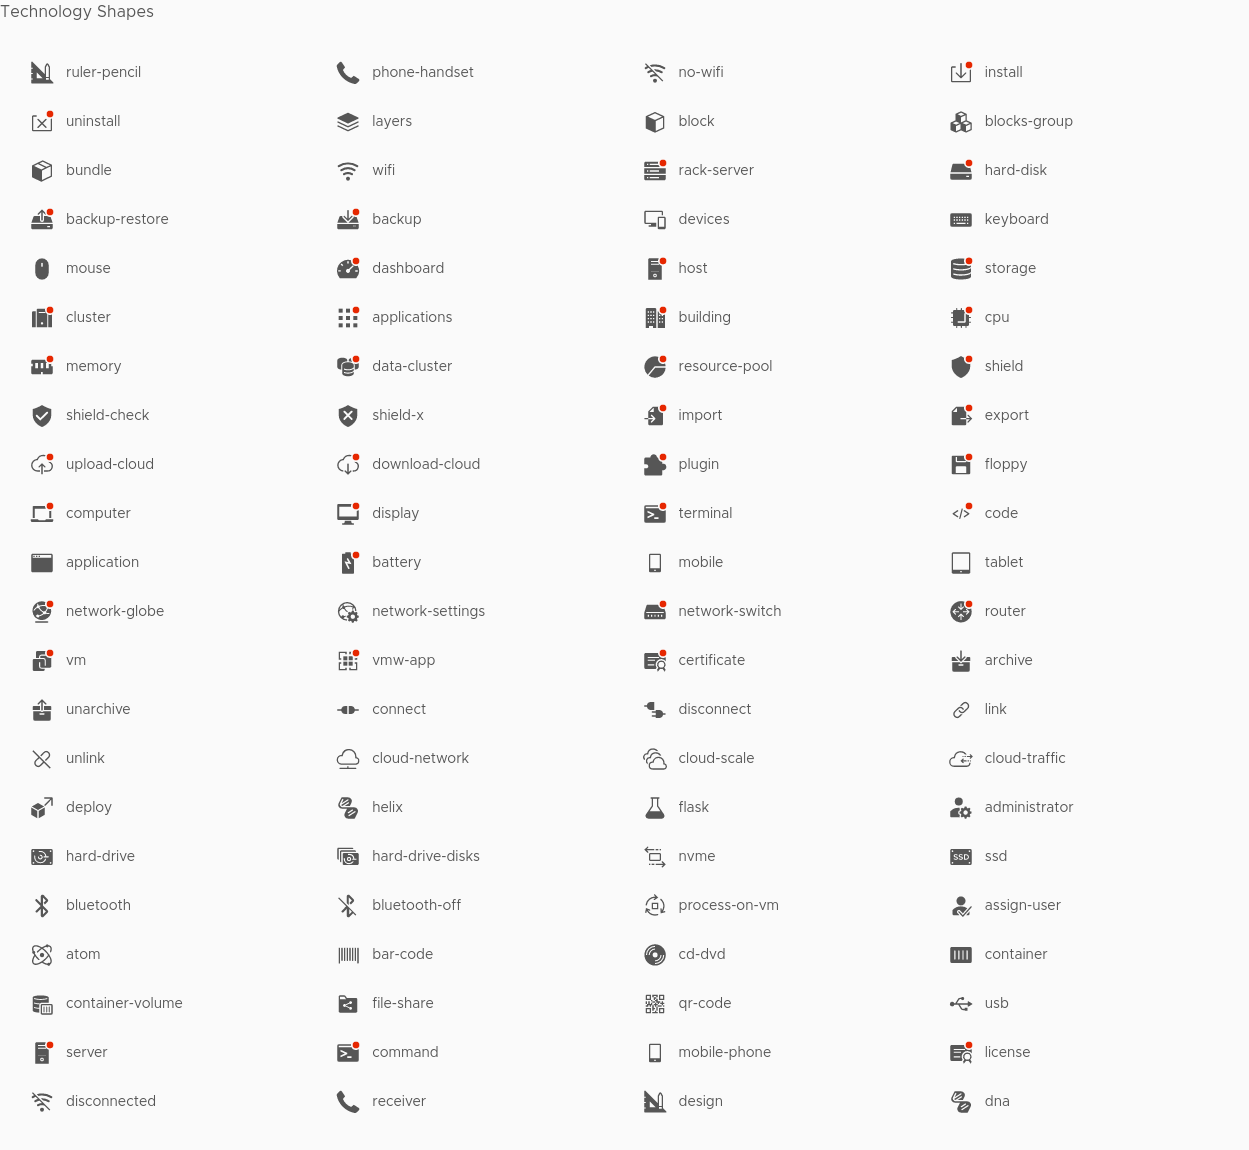 Technology Shapes
ruler-pencil phone-handset no-wifi install
uninstall layers block blocks-group
bundle wifi rack-server hard-disk
backup-restore backup devices keyboard
mouse dashboard host storage
cluster applications building cpu
memory data-cluster resource-pool shield
shield-check shield-x import export
upload-cloud download-cloud plugin floppy
computer display terminal code
application battery mobile tablet
network-globe network-settings network-switch router
vm vmw-app certificate archive
unarchive connect disconnect link
unlink cloud-network cloud-scale cloud-traffic
deploy helix flask administrator
hard-drive hard-drive-disks nvme SSD ssd
bluetooth bluetooth-off process-on-vm assign-user
atom bar-code cd-dvd container
container-volume file-share qr-code usb
server command mobile-phone license
disconnected receiver design dna